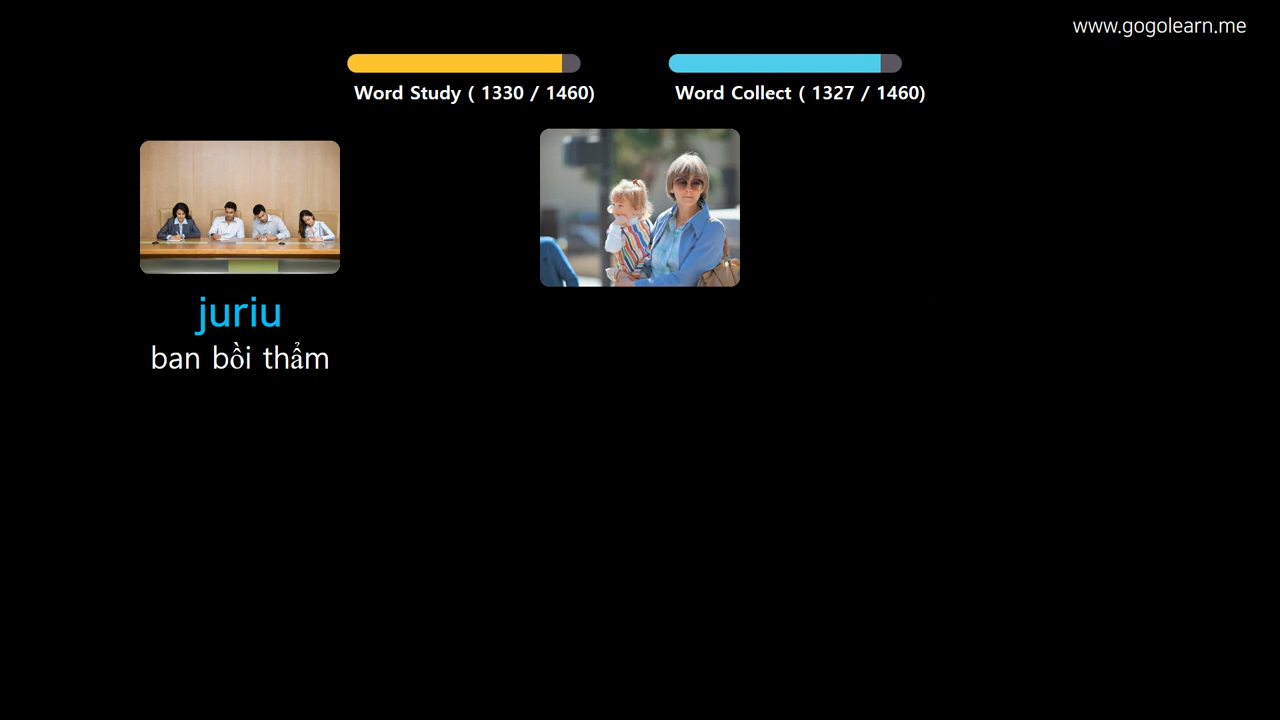 www.gogolearn.me
Word Study ( 1330 / 1460)
Word Collect ( 1327 / 1460)
juriu
ban bồi thẩm